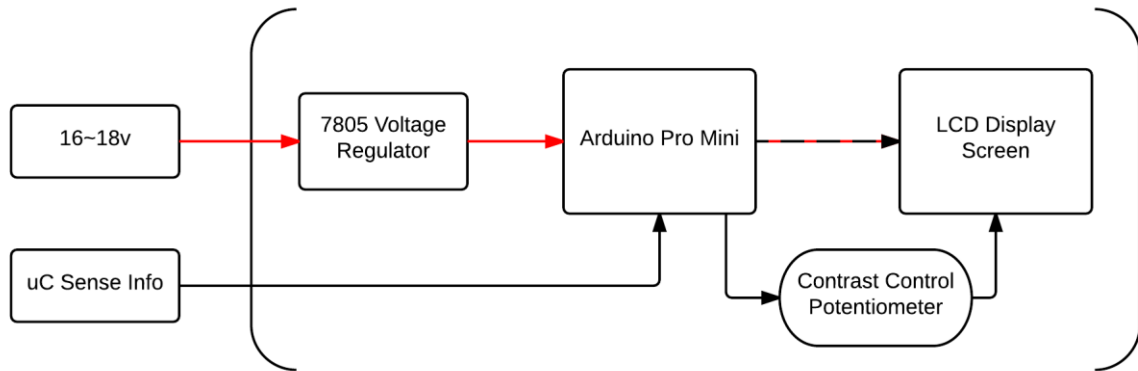 16~18v
7805 Voltage
Regulator
Arduino Pro Mini
LCD Display
Screen
uC Sense Info
Contrast Control
Potentiometer